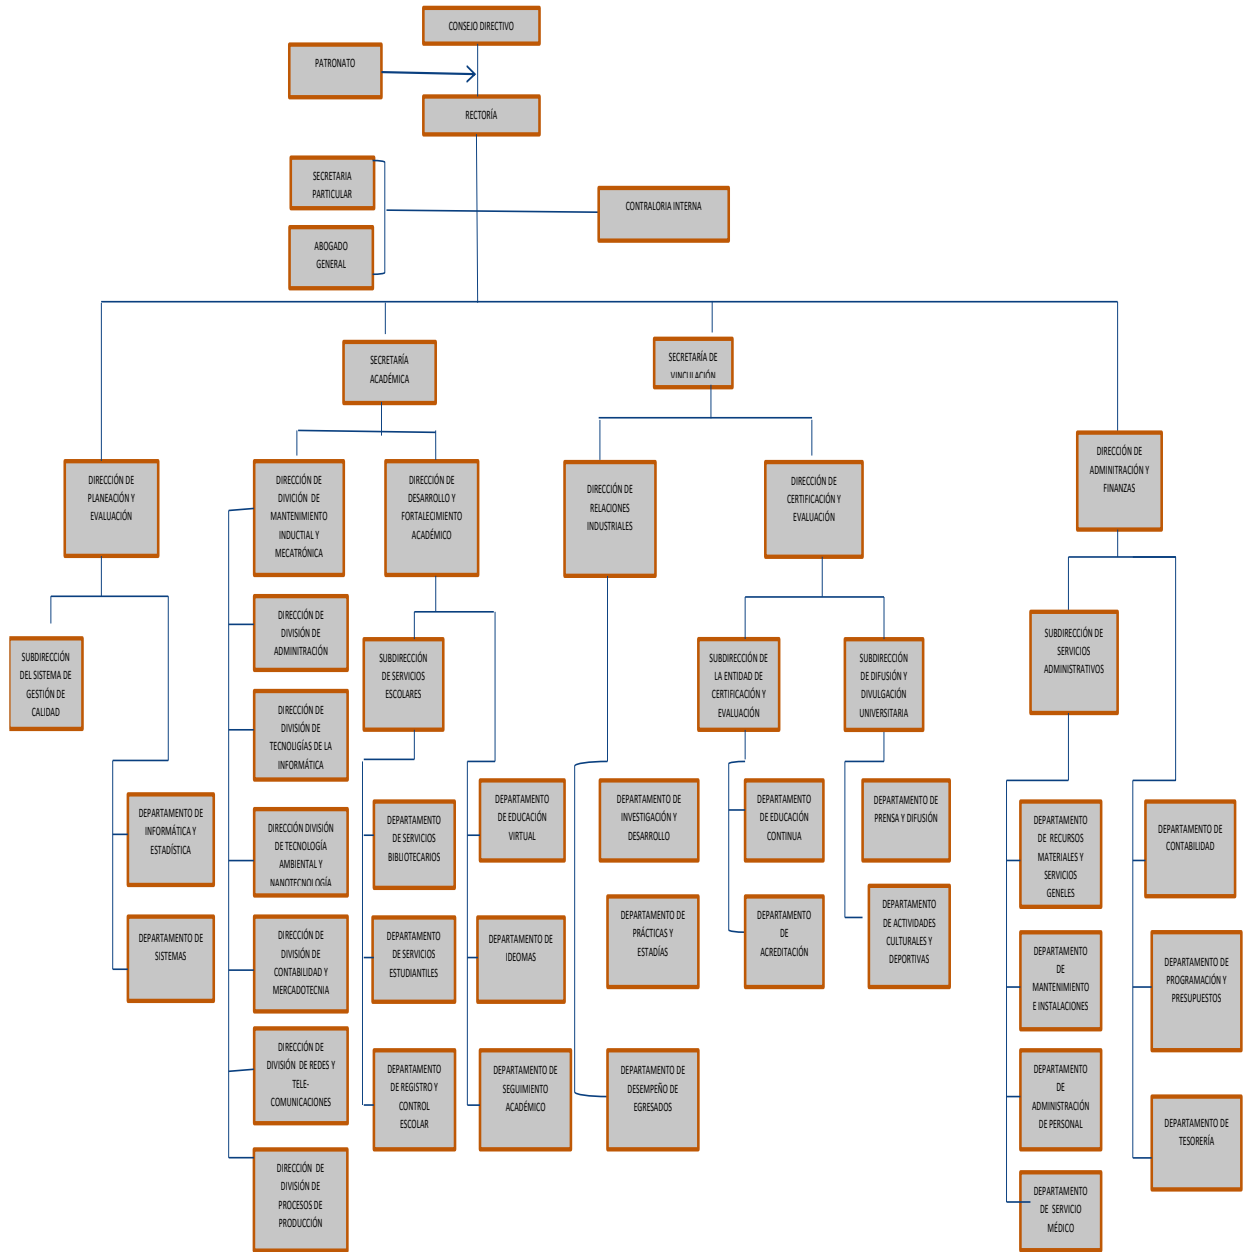 CONSEJO DIRECTIVO
PATRONATO
RECTORÍA
SECRETARIA
PARTICULAR
CONTRALORIA INTERNA
ABOGADO
GENERAL
SECRETARÍA
ACADÉMICA
SECRETARÍA DE
VINCULACIÓN
DIRECCIÓN DE
PLANEACIÓN Y
EVALUACIÓN
DIRECCIÓN DE
DIVISIÓN DE
MANTENIMIENTO
INDUCTIAL Y
MECATRÓNICA
DIRECCIÓN DE
DESARROLLO Y
FORTALECIMIENTO
ACADÉMICO
DIRECCIÓN DE
RELACIONES
INDUSTRIALES
DIRECCIÓN DE
CERTIFICACIÓN Y
EVALUACIÓN
DIRECCIÓN DE
ADMINITRACIÓN Y
FINANZAS
SUBDIRECCIÓN
DEL SISTEMA DE
GESTIÓN DE
CALIDAD
DIRECCIÓN DE
DIVISIÓN DE
ADMINITRACIÓN
SUBDIRECCIÓN
DE SERVICIOS
ESCOLARES
SUBDIRECCIÓN DE
LA ENTIDAD DE
CERTIFICACIÓN Y
EVALUACIÓN
SUBDIRECCIÓN
DE DIFUSIÓN Y
DIVULGACIÓN
UNIVERSITARIA
SUBDIRECCIÓN DE
SERVICIOS
ADMINISTRATIVOS
DIRECCIÓN DE
DIVISIÓN DE
TECNOLOGÍAS DE LA
INFORMÁTICA
DEPARTAMENTO DE
INFORMÁTICA Y
ESTADÍSTICA
DIRECCIÓN DIVISIÓN
DE TECNOLOGÍA
AMBIENTAL Y
NANOTECNOLOGÍA
DEPARTAMENTO
DE SERVICIOS
BIBLIOTECARIOS
DEPARTAMENTO
DE EDUCACIÓN
VIRTUAL
DEPARTAMENTO DE
INVESTIGACIÓN Y
DESARROLLO
DEPARTAMENTO
DE EDUCACIÓN
CONTINUA
DEPARTAMENTO DE
PRENSA Y DIFUSIÓN
DEPARTAMENTO
DE RECURSOS
MATERIALES Y
SERVICIOS
GENELES
DEPARTAMENTO DE
CONTABILIDAD
DEPARTAMENTO DE
SISTEMAS
DIRECCIÓN DE
DIVISIÓN DE
CONTABILIDAD Y
MERCADOTECNIA
DEPARTAMENTO
DE SERVICIOS
ESTUDIANTILES
DEPARTAMENTO DE
IDEOMAS
DEPARTAMENTO DE
PRÁCTICAS Y
ESTADÍAS
DEPARTAMENTO
DE
ACREDITACIÓN
DEPARTAMENTO
DE ACTIVIDADES
CULTURALES Y
DEPORTIVAS
DEPARTAMENTO
DE
MANTENIMIENTO
E INSTALACIONES
DEPARTAMENTO DE
PROGRAMACIÓN Y
PRESUPUESTOS
DIRECCIÓN DE
DIVISIÓN DE REDES Y
TELE-
COMUNICACIONES
DEPARTAMENTO
DE REGISTRO Y
CONTROL
ESCOLAR
DEPARTAMENTO DE
SEGUIMIENTO
ACADÉMICO
DEPARTAMENTO DE
DESEMPEÑO DE
EGRESADOS
DEPARTAMENTO
DE
ADMINISTRACIÓN
DE PERSONAL
DEPARTAMENTO DE
TESORERÍA
DIRECCIÓN DE
DIVISIÓN DE
PROCESOS DE
PRODUCCIÓN
DEPARTAMENTO
DE SERVICIO
MÉDICO